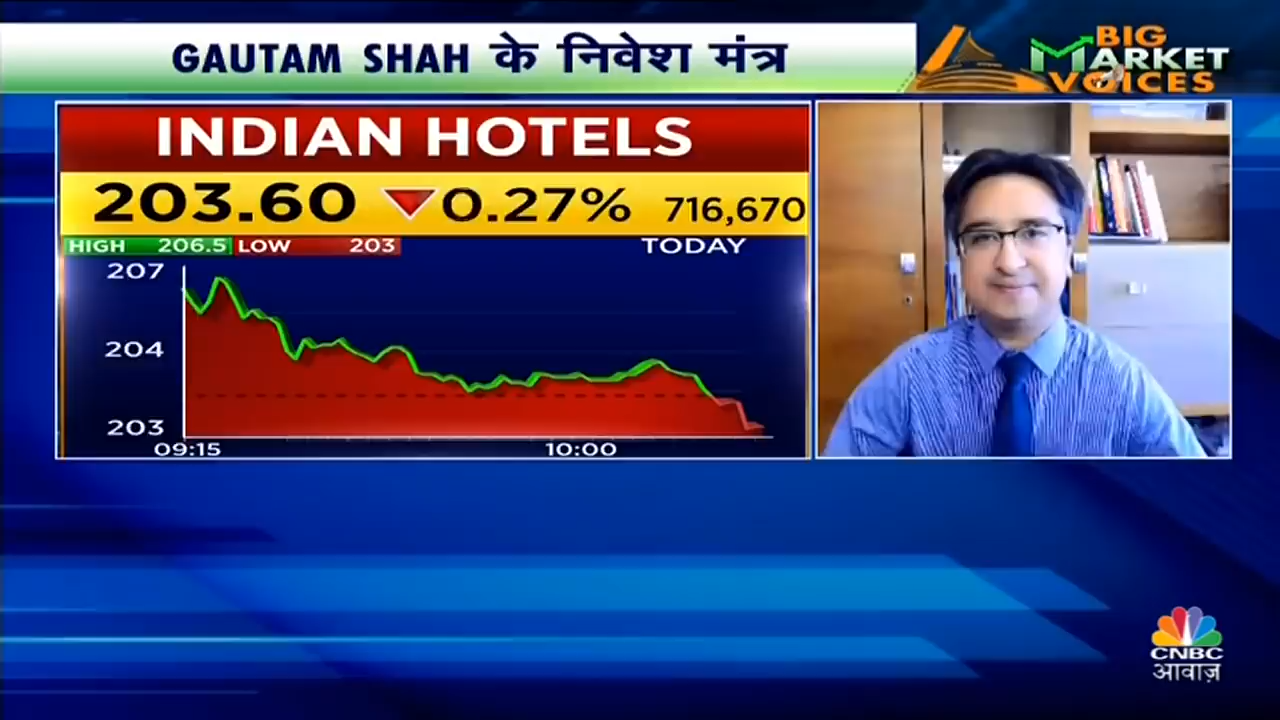 GAUTAM SHAH के निवेश मंत्र
BIG
MARKET
VOICES
INDIAN HOTELS
203.60 0.27% 716,670
HIGH 206.5 LOW 203 TODAY
207
204
203
09:15 10:00
CNBC
आवाज़